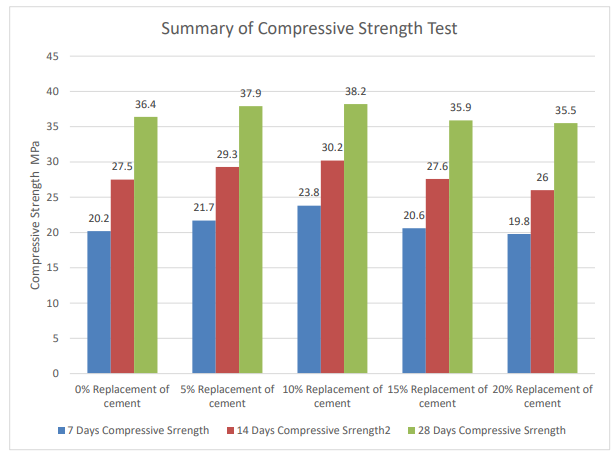 Summary of Compressive Strength Test
Compressive Strength MPa
45
40
35
30
25
20
15
10
5
0
20.2
27.5
36.4
21.7
29.3
37.9
23.8
30.2
38.2
20.6
27.6
35.9
19.8
26
35.5
0% Replacement of
cement
5% Replacement of
cement
10% Replacement of
cement
15% Replacement of
cement
20% Replacement of
cement
7 Days Compressive Srrength
14 Days Compressive Srrength2
28 Days Compressive Srrength